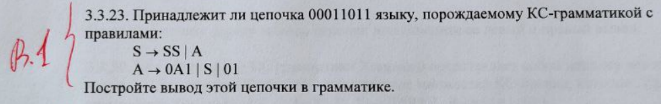 В.1
3.3.23. Принадлежит ли цепочка 00011011 языку, порождаемому КС-грамматикой с
правилами:
S → SS | A
A → 0A1 | S | 01
Постройте вывод этой цепочки в грамматике.